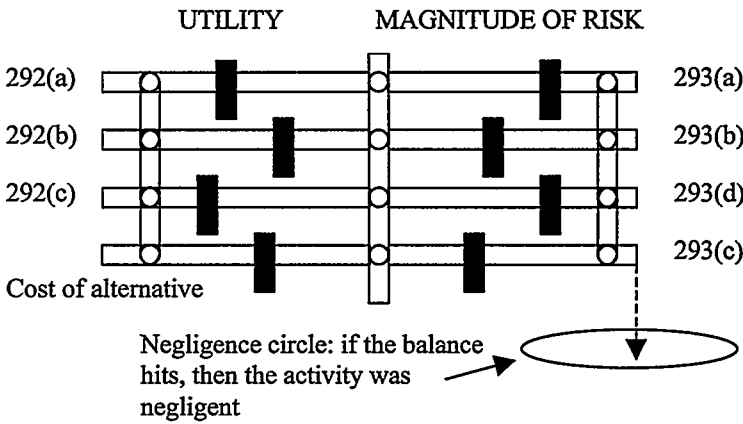 UTILITY MAGNITUDE OF RISK
292(a) 293(a)
292(b) 293(b)
292(c) 293(d)
293(c)
Cost of alternative
Negligence circle: if the balance
hits, then the activity was
negligent